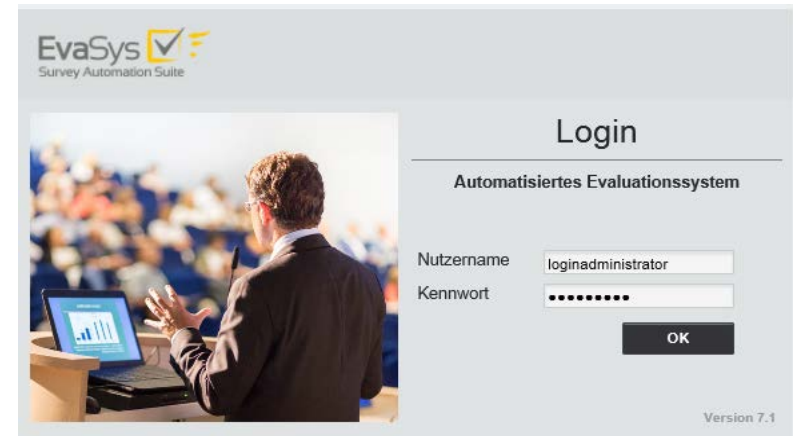 EvaSys
Survey Automation Suite
Login
Automatisiertes Evaluationssystem
Nutzername loginadministrator
Kennwort •••••••••
OK
Version 7.1